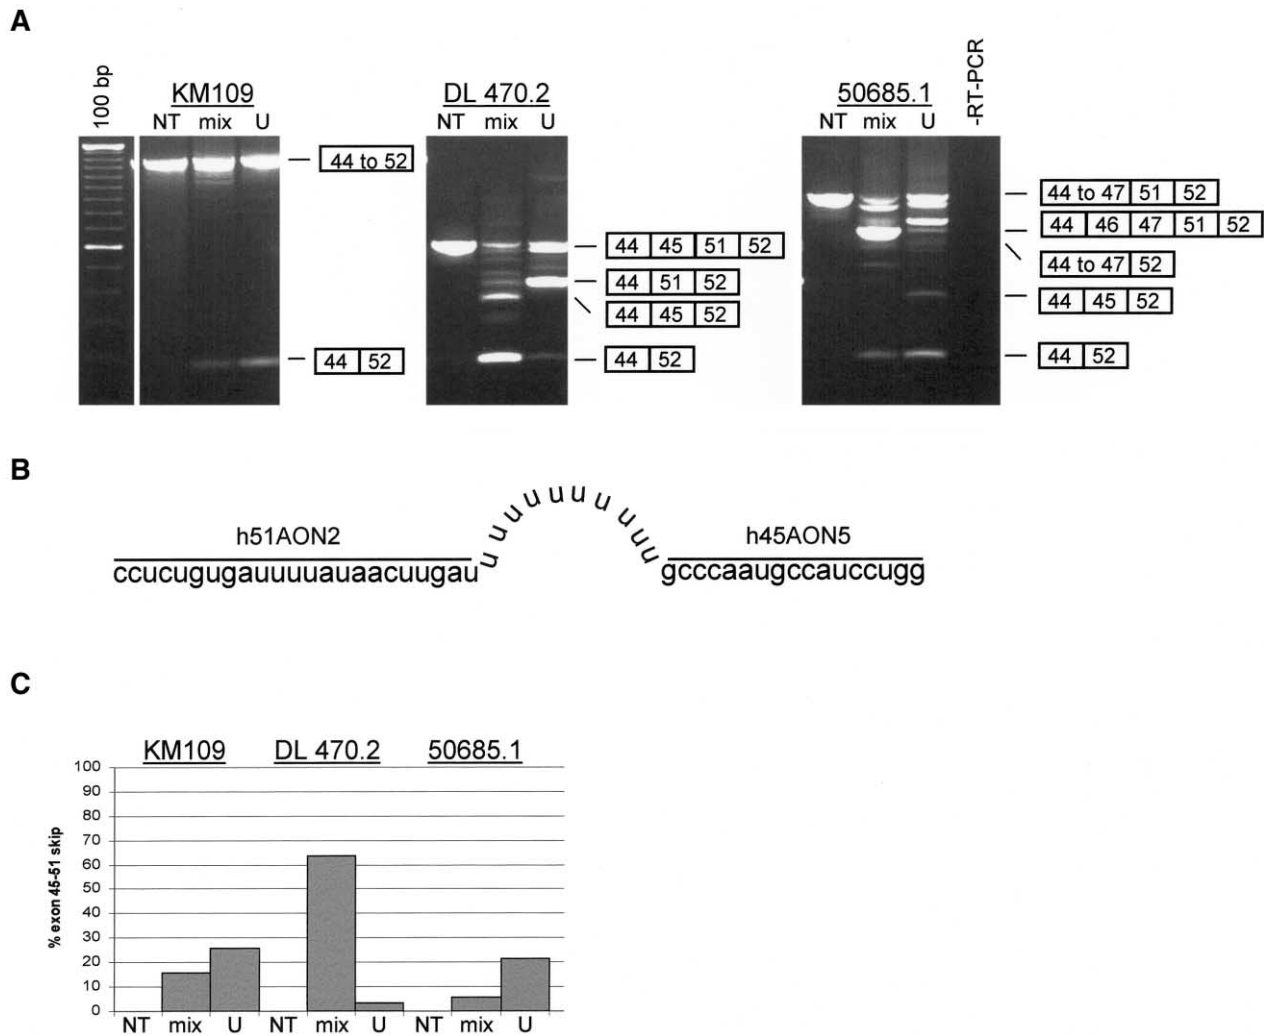 A
100 bp
KM109
NT mix U
44 to 52
44 52
DL 470.2
NT mix U
44 45 51 52
44 51 52
44 45 52
44 52
50685.1
NT mix U
-RT-PCR
44 to 47 51 52
44 46 47 51 52
44 to 47 52
44 45 52
44 52
B
h51AON2
h45AON5
ccucugugauuuuauaacuugau
u u u u u u u u u u
gcccaaugccauccugg
C
KM109 DL 470.2 50685.1
% exon 45-51 skip
100
90
80
70
60
50
40
30
20
10
0
NT mix U NT mix U NT mix U